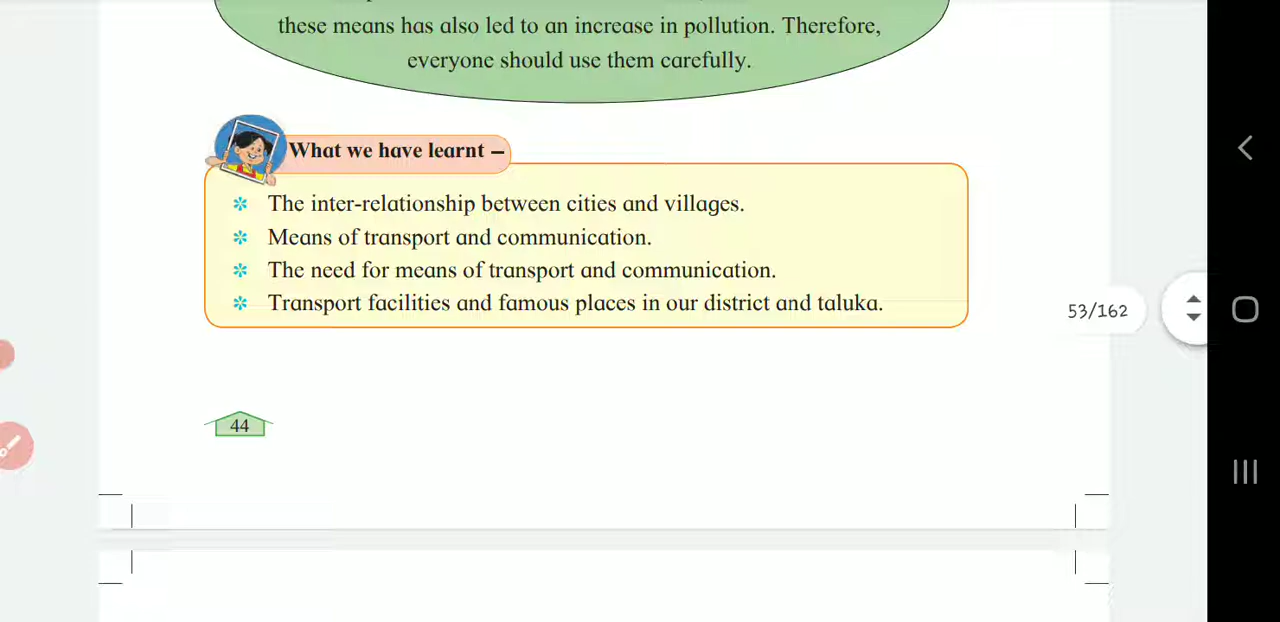 these means has also led to an increase in pollution. Therefore,
everyone should use them carefully.
What we have learnt –
✲ The inter-relationship between cities and villages.
✲ Means of transport and communication.
✲ The need for means of transport and communication.
✲ Transport facilities and famous places in our district and taluka.
53/162
44